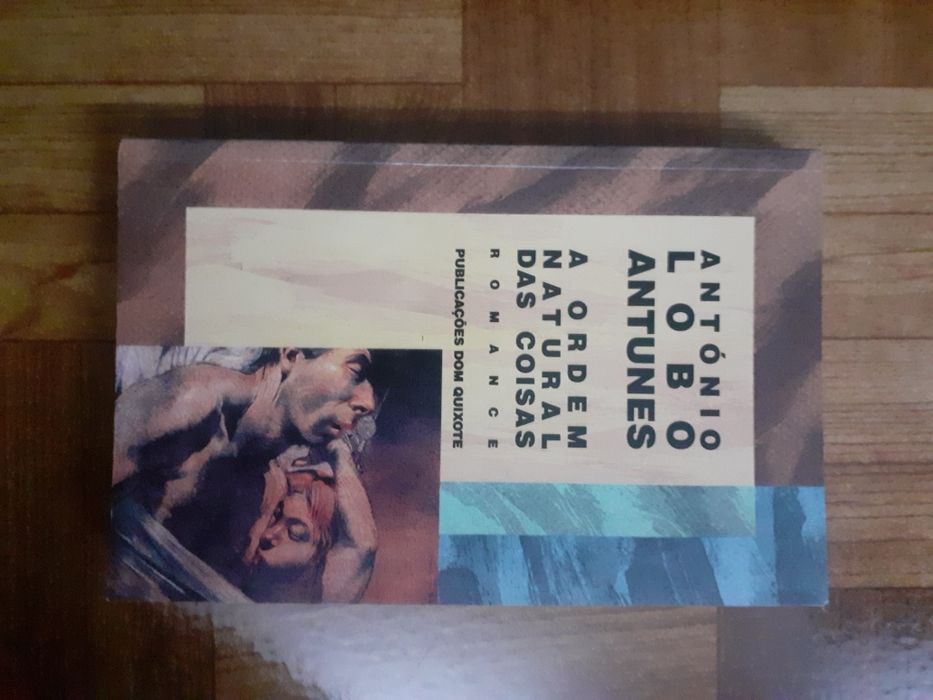 ANTÓNIO
LOBO
ANTUNES
A ORDEM
NATURAL
DAS COISAS
ROMANCE
PUBLICAÇÕES DOM QUIXOTE